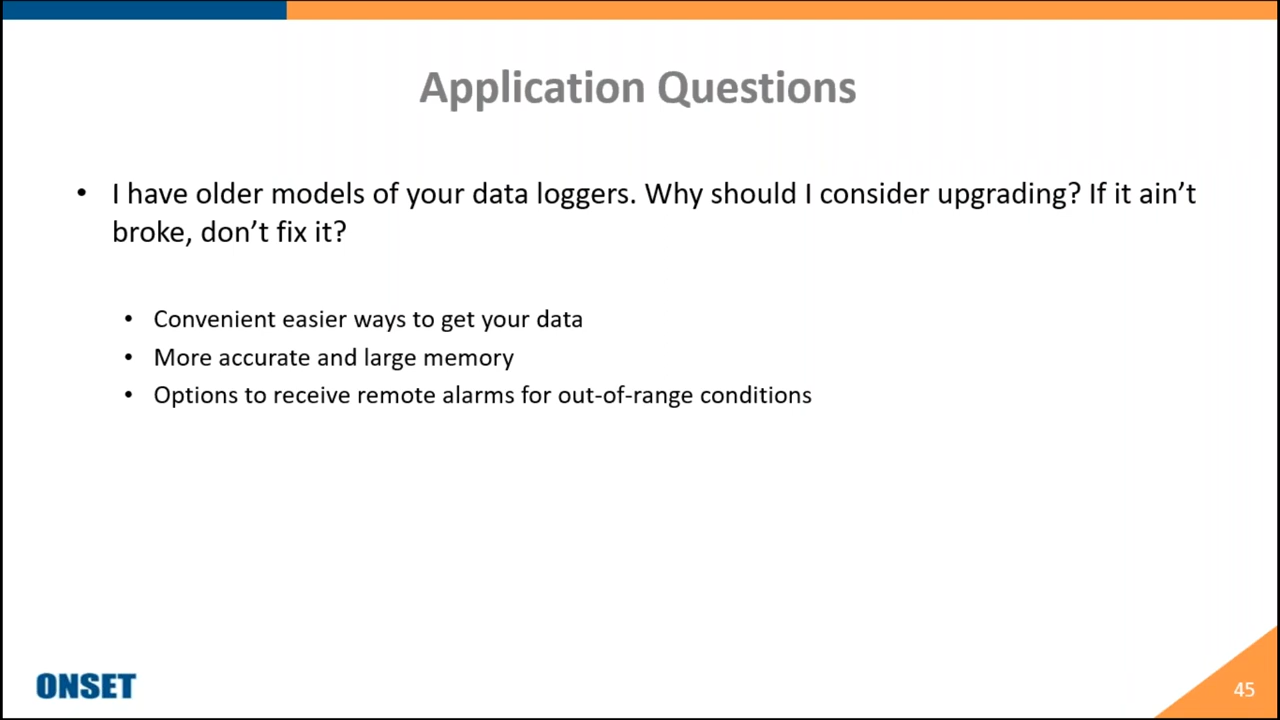 Application Questions
• I have older models of your data loggers. Why should I consider upgrading? If it ain’t
broke, don’t fix it?
• Convenient easier ways to get your data
• More accurate and large memory
• Options to receive remote alarms for out-of-range conditions
ONSET
45